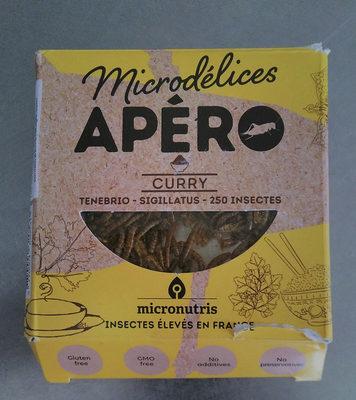 Microdélices
APÉRO
CURRY
TENEBRIO - SIGILLATUS - 250 INSECTES
micronutris
INSECTES ÉLEVÉS EN FRANCE
Gluten free
GMO free
No additives
No preservatives